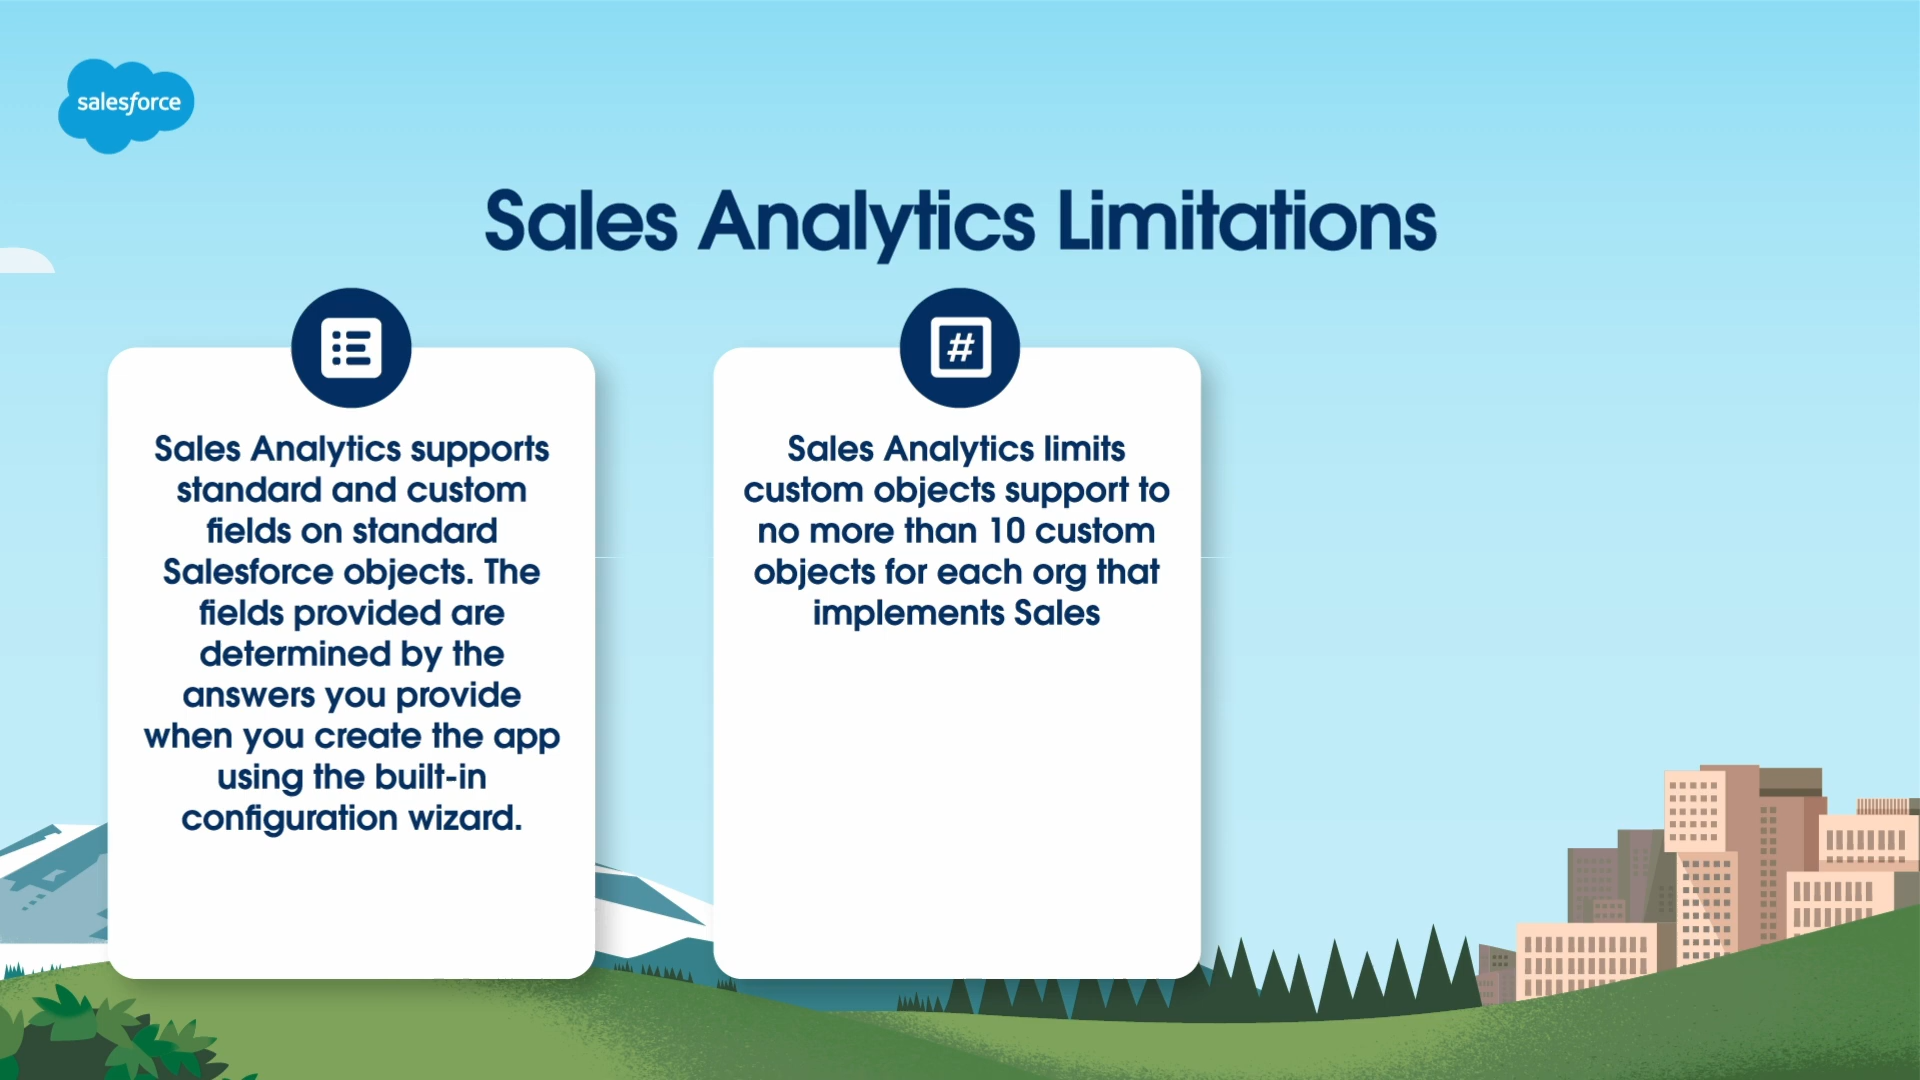 salesforce
Sales Analytics Limitations
Sales Analytics supports
standard and custom
fields on standard
Salesforce objects. The
fields provided are
determined by the
answers you provide
when you create the app
using the built-in
configuration wizard.
#
Sales Analytics limits
custom objects support to
no more than 10 custom
objects for each org that
implements Sales